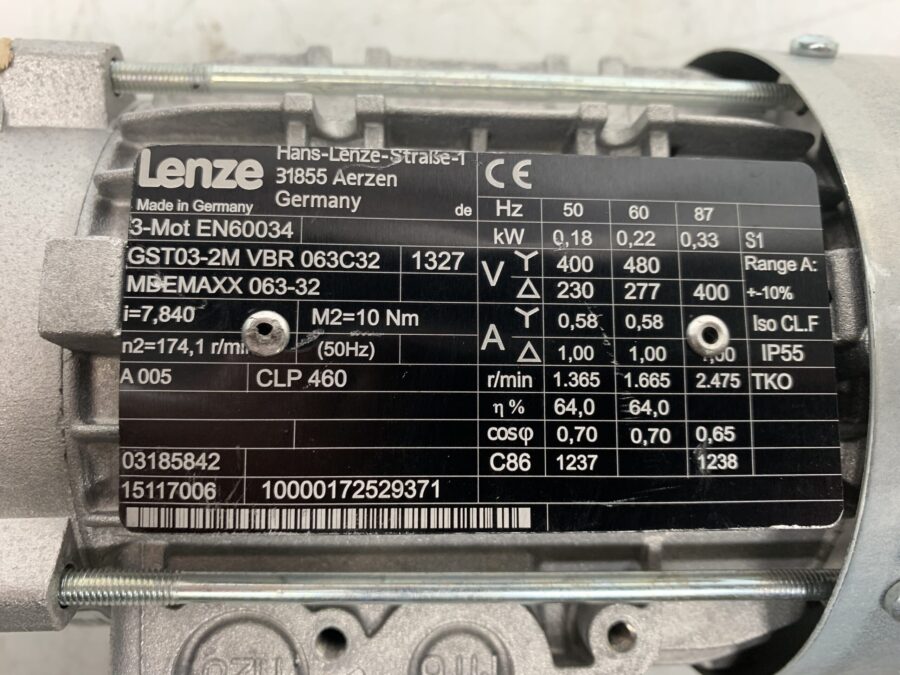 Lenze
Hans-Lenze-Straße-1
31855 Aerzen
Germany
Made in Germany
de
CE
Hz 50 60 87
3-Mot EN60034
kW 0,18 0,22 0,33 S1
GST03-2M VBR 063C32 1327
V Y 400 480 Range A:
MDEMAXX 063-32
Δ 230 277 400 +-10%
i=7,840 M2=10 Nm
A Y 0,58 0,58 Iso CL.F
n2=174,1 r/min (50Hz)
Δ 1,00 1,00 1,00 IP55
A 005 CLP 460
r/min 1.365 1.665 2.475 TKO
η % 64,0 64,0
cosφ 0,70 0,70 0,65
03185842
C86 1237 1238
15117006 10000172529371